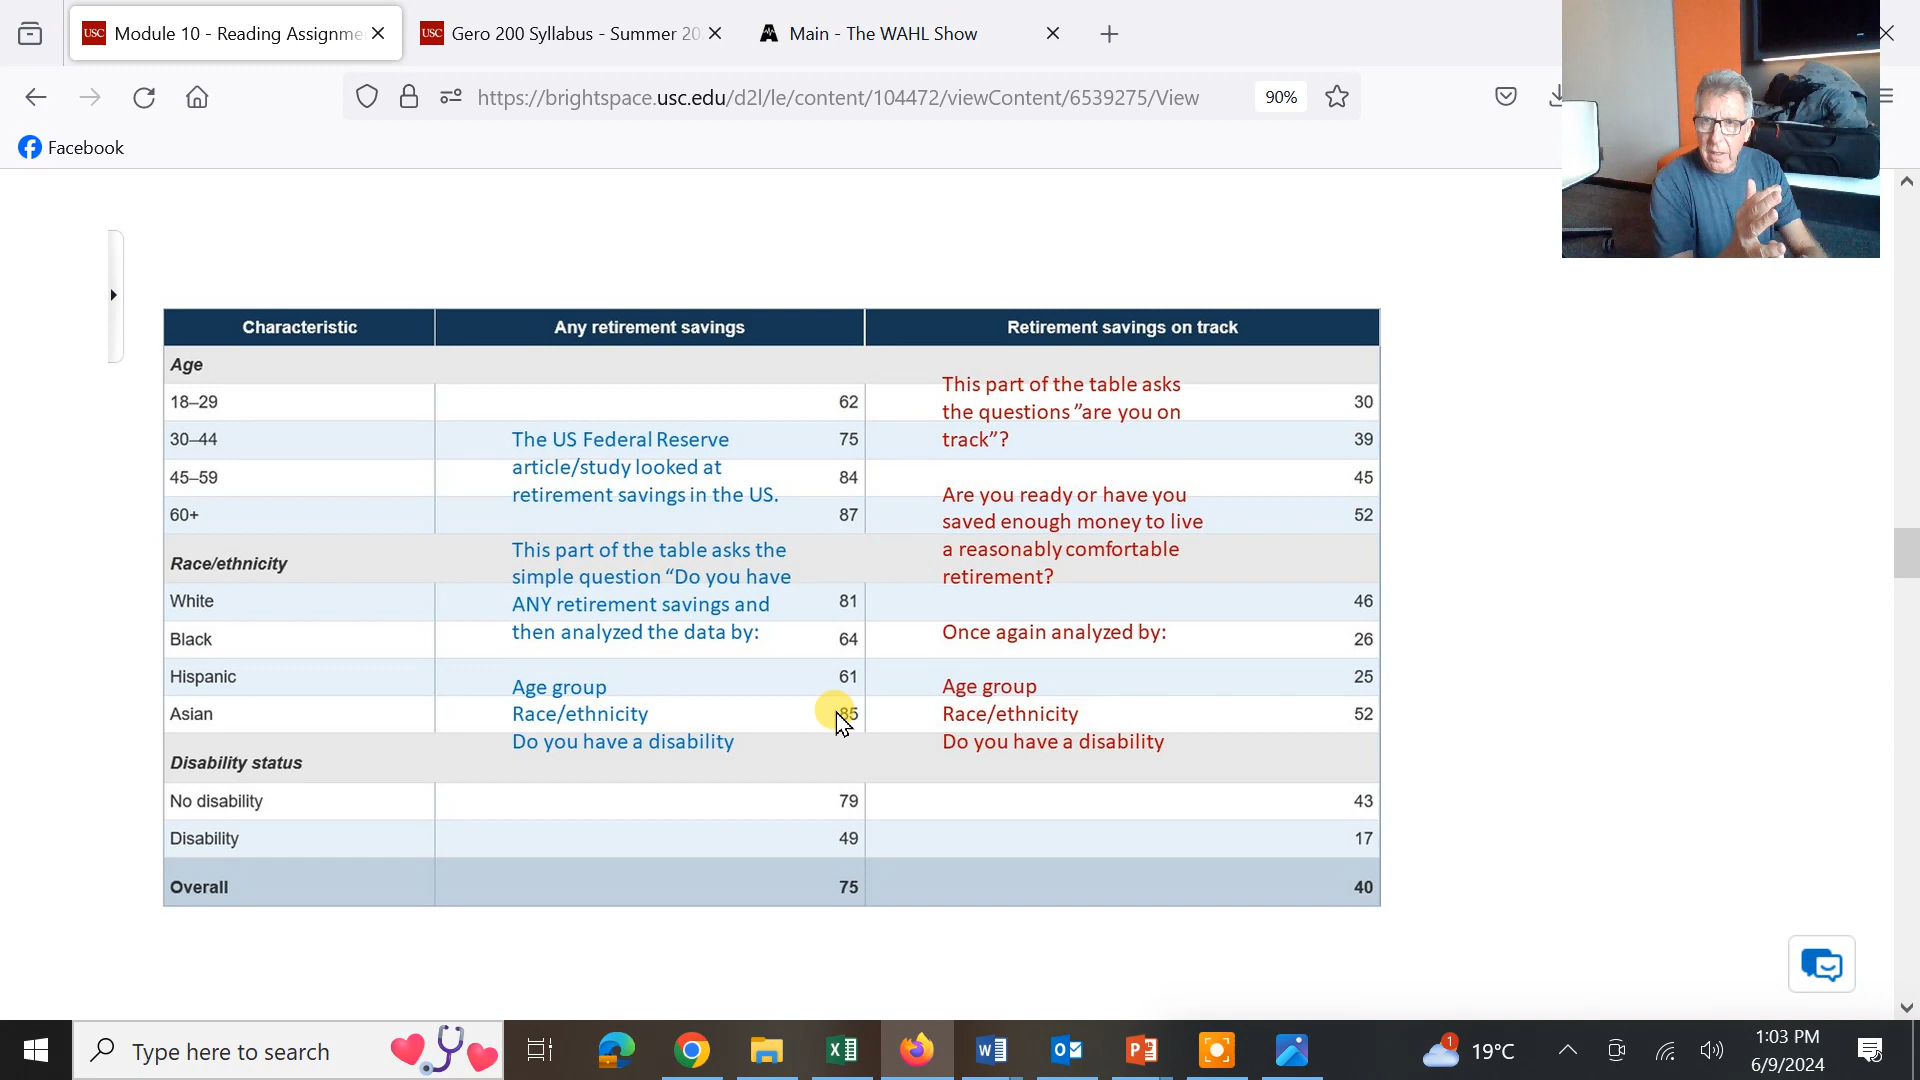 Module 10 - Reading Assignme
Gero 200 Syllabus - Summer 20
Main - The WAHL Show
https://brightspace.usc.edu/d2l/le/content/104472/viewContent/6539275/View
90%
Facebook
Characteristic Any retirement savings Retirement savings on track
Age
18–29 62 30
30–44 75 39
45–59 84 45
60+ 87 52
Race/ethnicity
White 81 46
Black 64 26
Hispanic 61 25
Asian 85 52
Disability status
No disability 79 43
Disability 49 17
Overall 75 40
The US Federal Reserve
article/study looked at
retirement savings in the US.
This part of the table asks the
simple question “Do you have
ANY retirement savings and
then analyzed the data by:
Age group
Race/ethnicity
Do you have a disability
This part of the table asks
the questions ”are you on
track”?
Are you ready or have you
saved enough money to live
a reasonably comfortable
retirement?
Once again analyzed by:
Age group
Race/ethnicity
Do you have a disability
Type here to search
1
19°C
1:03 PM
6/9/2024